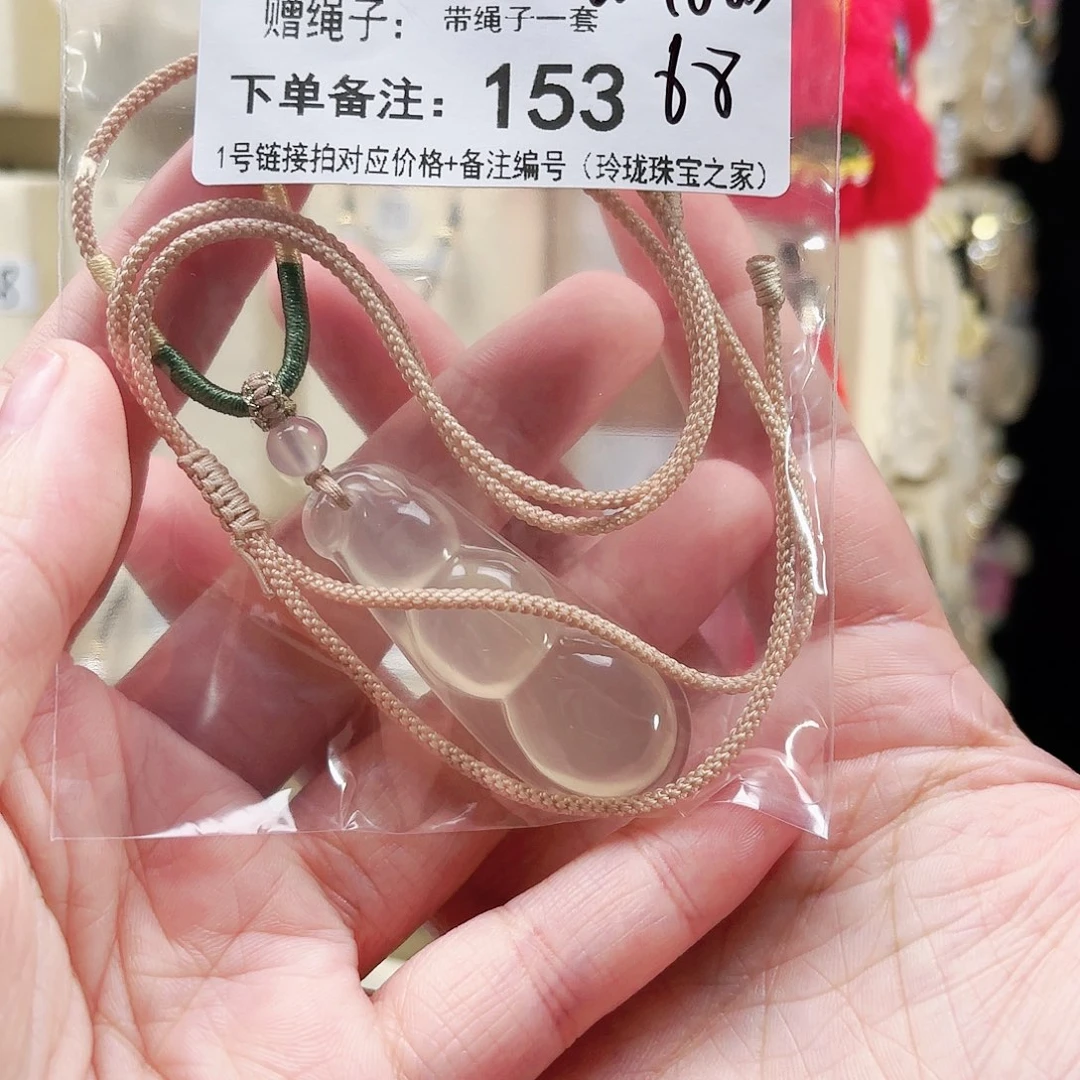 赠绳子：带绳子一套
下单备注：153 68
1号链接拍对应价格+备注编号（玲珑珠宝之家）